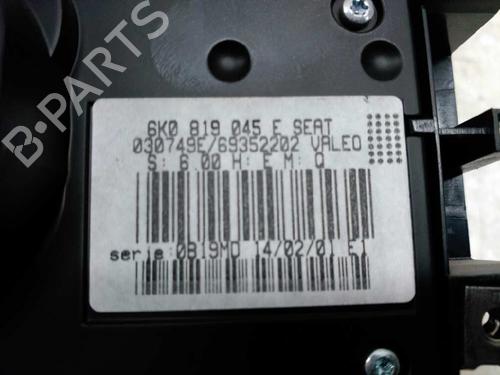 B-PARTS
6K0 819 045 E SEAT
030749E/69352202 VALEO
S: 6.00 H: E M: Q
serie:0B19MD 14/02/01 E1